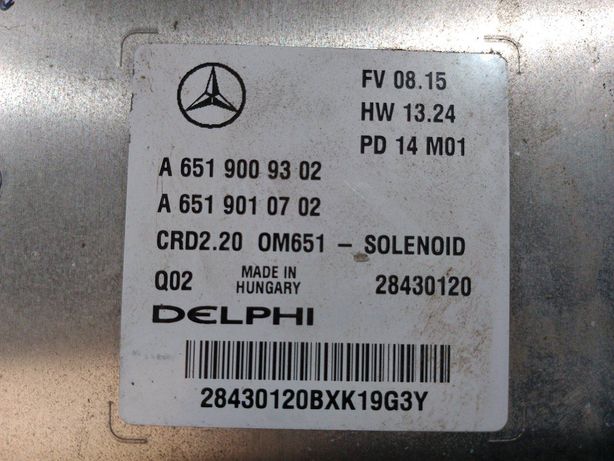 FV 08.15
HW 13.24
PD 14 M01
A 651 900 93 02
A 651 901 07 02
CRD2.20 OM651 – SOLENOID
Q02 MADE IN HUNGARY 28430120
DELPHI
28430120BXK19G3Y